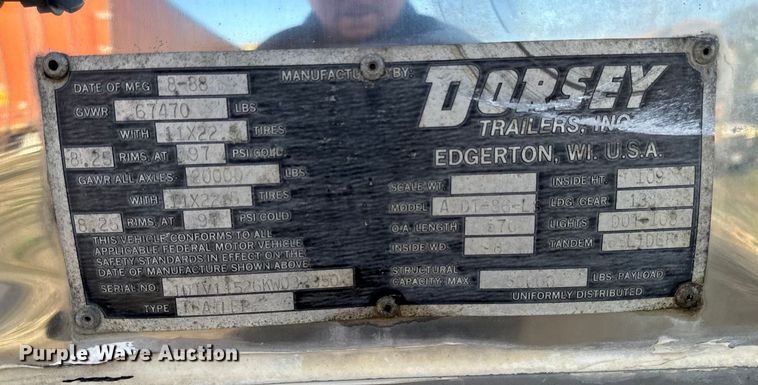 DATE OF MFG 8-88
GVWR 67470 LBS
WITH 11X22.5 TIRES
8.25 RIMS, AT 97 PSI COLD
GAWR ALL AXLES 20000 LBS
WITH 11X22.5 TIRES
8.25 RIMS, AT PSI COLD
THIS VEHICLE CONFORMS TO ALL
APPLICABLE FEDERAL MOTOR VEHICLE
SAFETY STANDARDS IN EFFECT ON THE
DATE OF MANUFACTURE SHOWN ABOVE
SERIAL NO.
TYPE TRAILER
MANUFACTURED BY:
DORSEY
TRAILERS, INC.
EDGERTON, WI. U.S.A.
SCALE WT.
MODEL
O-A LENGTH
INSIDE WD.
STRUCTURAL
CAPACITY: MAX. LBS. PAYLOAD
UNIFORMLY DISTRIBUTED
INSIDE HT. 109
LDG GEAR
LIGHTS
TANDEM SLIDER
Purple Wave Auction